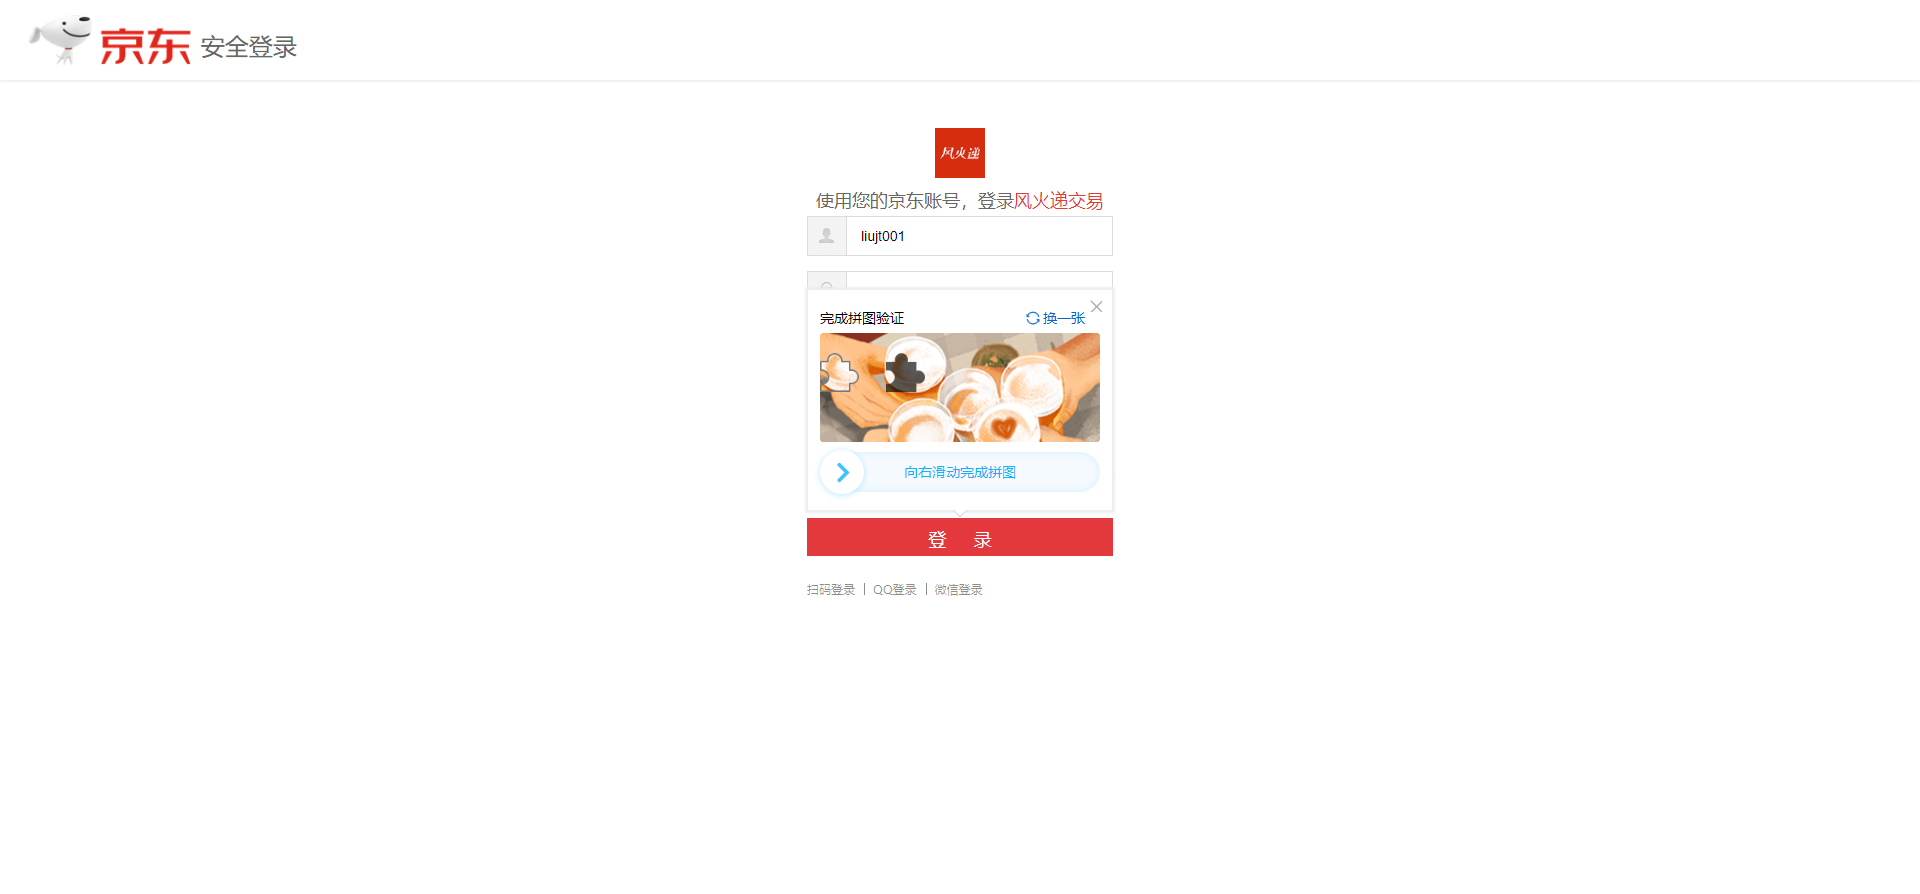 京东 安全登录
风火递
使用您的京东账号，登录风火递交易
liujt001
完成拼图验证 换一张
向右滑动完成拼图
登 录
扫码登录 | QQ登录 | 微信登录